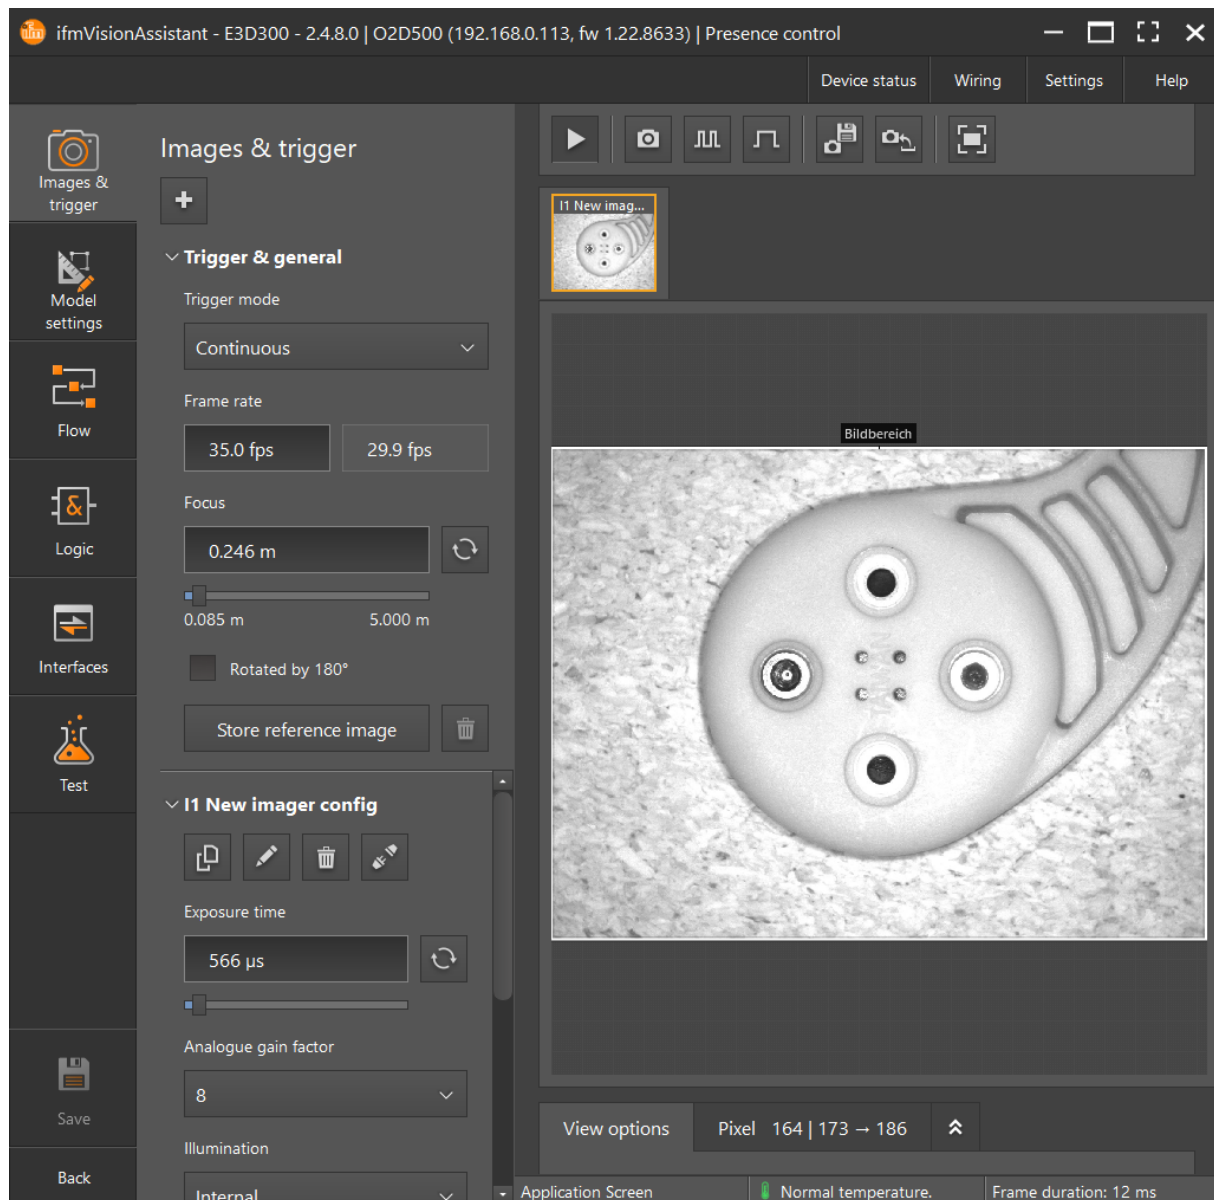 ifm ifmVisionAssistant - E3D300 - 2.4.8.0 | O2D500 (192.168.0.113, fw 1.22.8633) | Presence control
Device status Wiring Settings Help
Images & trigger
Model settings
Flow
Logic
Interfaces
Test
Save
Back
Images & trigger
Trigger & general
Trigger mode
Continuous
Frame rate
35.0 fps 29.9 fps
Focus
0.246 m
0.085 m 5.000 m
Rotated by 180°
Store reference image
I1 New imager config
Exposure time
566 µs
Analogue gain factor
8
Illumination
Internal
I1 New imag...
Bildbereich
View options Pixel 164 | 173 → 186
Application Screen Normal temperature. Frame duration: 12 ms